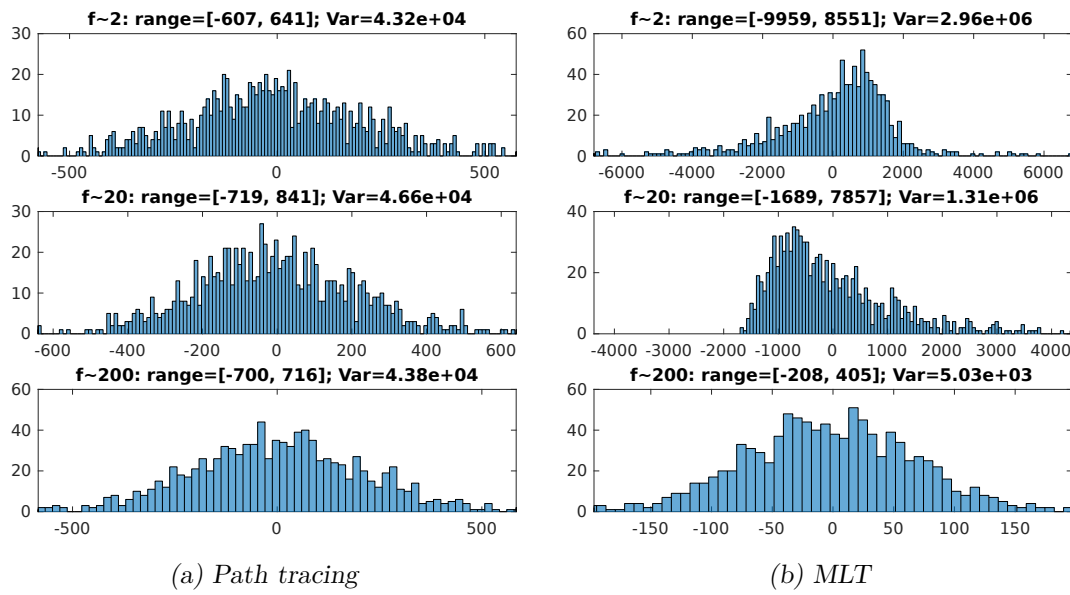 f~2: range=[-607, 641]; Var=4.32e+04
30
20
10
0
-500 0 500
f~20: range=[-719, 841]; Var=4.66e+04
30
20
10
0
-600 -400 -200 0 200 400 600
f~200: range=[-700, 716]; Var=4.38e+04
60
40
20
0
-500 0 500
(a) Path tracing
f~2: range=[-9959, 8551]; Var=2.96e+06
60
40
20
0
-6000 -4000 -2000 0 2000 4000 6000
f~20: range=[-1689, 7857]; Var=1.31e+06
40
20
0
-4000 -3000 -2000 -1000 0 1000 2000 3000 4000
f~200: range=[-208, 405]; Var=5.03e+03
60
40
20
0
-150 -100 -50 0 50 100 150
(b) MLT